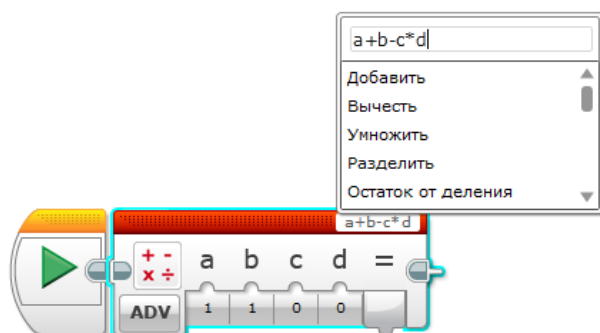 a+b-c*d
Добавить
Вычесть
Умножить
Разделить
Остаток от деления
a+b-c*d
+ - × ÷ a b c d =
ADV 1 1 0 0